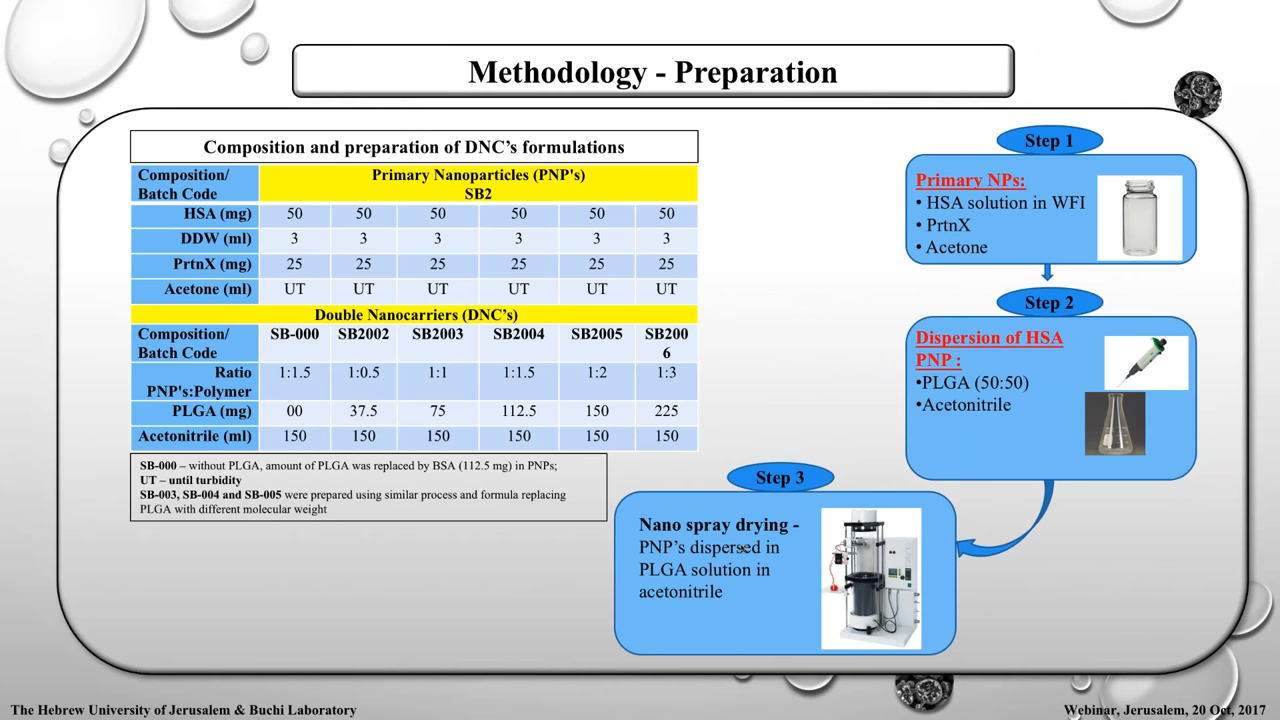 Methodology - Preparation
Composition and preparation of DNC's formulations
Composition/ Primary Nanoparticles (PNP's)
Batch Code SB2
HSA (mg) 50 50 50 50 50 50
DDW (ml) 3 3 3 3 3 3
PrtnX (mg) 25 25 25 25 25 25
Acetone (ml) UT UT UT UT UT UT
Double Nanocarriers (DNC's)
Composition/ SB-000 SB2002 SB2003 SB2004 SB2005 SB200
Batch Code 6
Ratio 1:1.5 1:0.5 1:1 1:1.5 1:2 1:3
PNP's:Polymer
PLGA (mg) 00 37.5 75 112.5 150 225
Acetonitrile (ml) 150 150 150 150 150 150
SB-000 – without PLGA, amount of PLGA was replaced by BSA (112.5 mg) in PNPs;
UT – until turbidity
SB-003, SB-004 and SB-005 were prepared using similar process and formula replacing
PLGA with different molecular weight
Step 1
Primary NPs:
• HSA solution in WFI
• PrtnX
• Acetone
Step 2
Dispersion of HSA
PNP :
•PLGA (50:50)
•Acetonitrile
Step 3
Nano spray drying -
PNP's dispersed in
PLGA solution in
acetonitrile
The Hebrew University of Jerusalem & Buchi Laboratory
Webinar, Jerusalem, 20 Oct, 2017